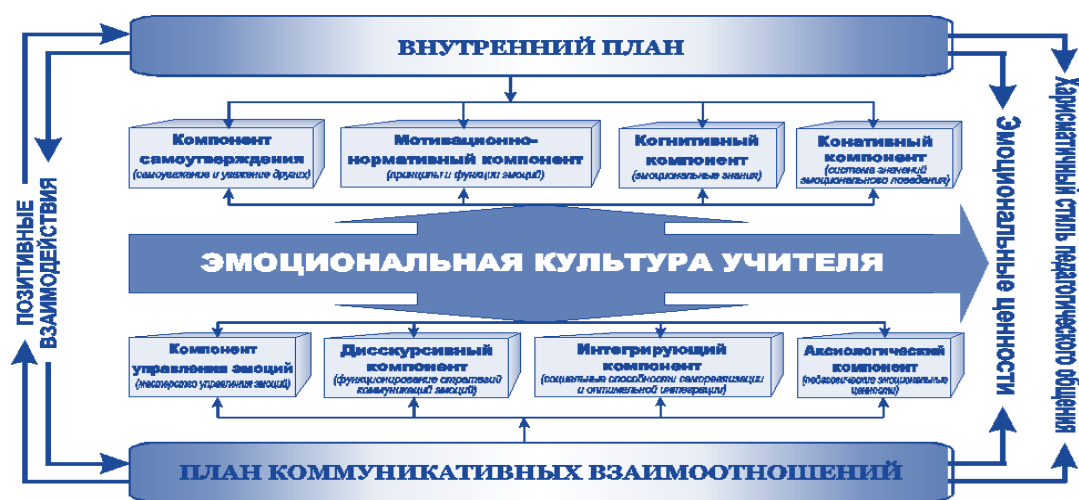 ВНУТРЕННИЙ ПЛАН
Компонент
самоутверждения
(самоуважение и уважение других)
Мотивационно-
нормативный компонент
(принципы и функции эмоций)
Когнитивный
компонент
(эмоциональные знания)
Конативный
компонент
(система значений
эмоционального поведения)
ПОЗИТИВНЫЕ
ВЗАИМОДЕЙСТВИЯ
ЭМОЦИОНАЛЬНАЯ КУЛЬТУРА УЧИТЕЛЯ
Эмоциональные ценности
Харисматичный стиль педагогического общения
Компонент
управления эмоций
(мастерство управления эмоций)
Дисскурсивный
компонент
(функционирование стратегий
коммуникаций эмоций)
Интегрирующий
компонент
(социальные способности самореализации
и оптимальной интеграции)
Аксиологический
компонент
(педагогические эмоциональные
ценности)
ПЛАН КОММУНИКАТИВНЫХ ВЗАИМООТНОШЕНИЙ